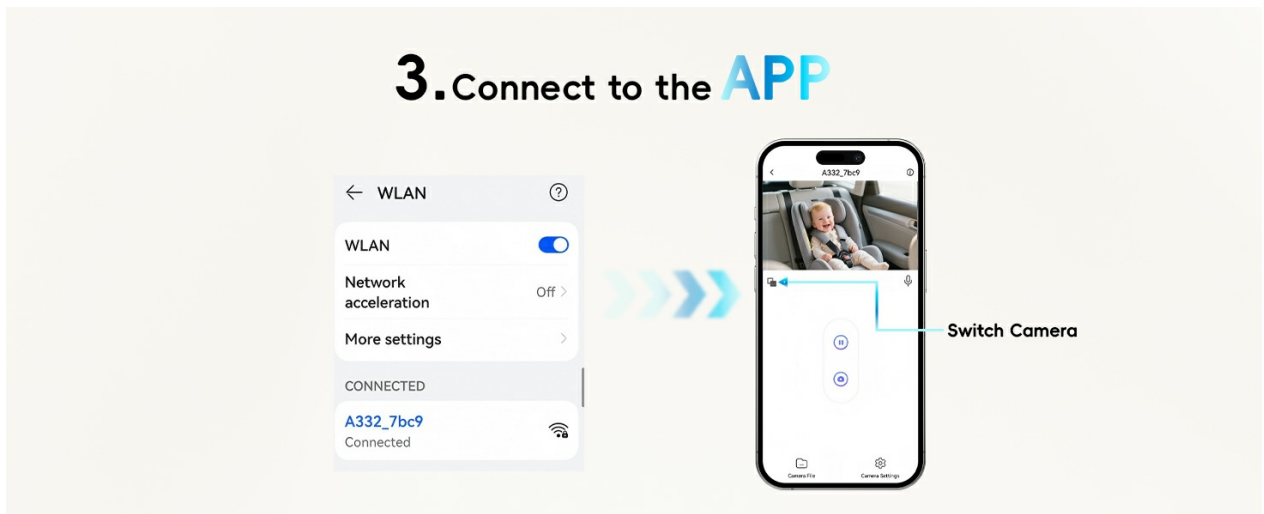 3. Connect to the APP
WLAN
WLAN
Network
acceleration
Off
More settings
CONNECTED
A332_7bc9
Connected
A332_7bc9
Switch Camera
Camera File
Camera Settings